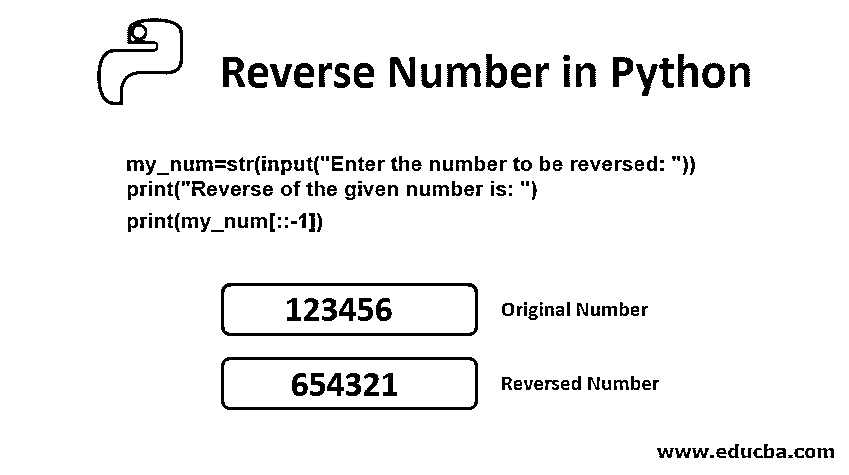 Reverse Number in Python
my_num=str(input("Enter the number to be reversed: "))
print("Reverse of the given number is: ")
print(my_num[::-1])
123456 Original Number
654321 Reversed Number
www.educba.com